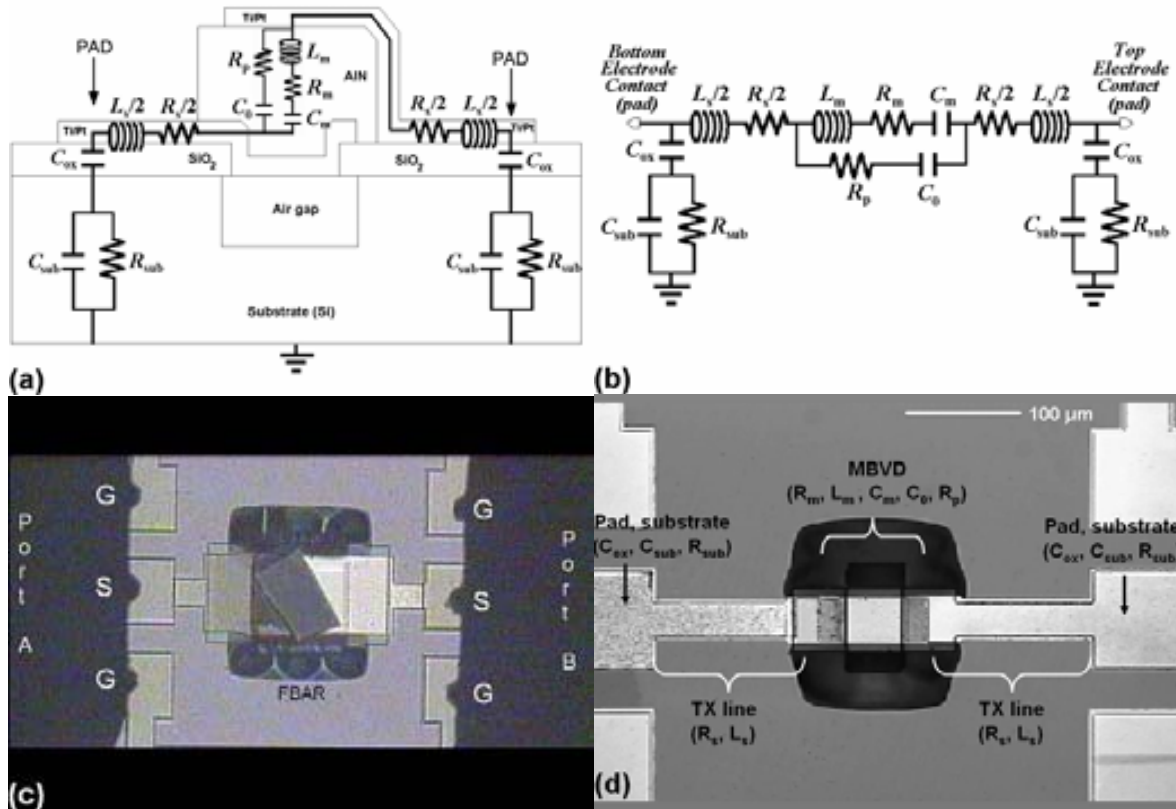 PAD
Ti/Pt
Lm
Rp
AlN
Rm
C0
Cm
PAD
Ls/2 Rs/2
Rs/2
Ls/2
Ti/Pt
Ti/Pt
Cox
SiO2
SiO2
Cox
Air gap
Csub
Rsub
Csub
Rsub
Substrate (Si)
(a)
Bottom
Electrode
Contact
(pad)
Top
Electrode
Contact
(pad)
Ls/2 Rs/2 Lm Rm Cm Rs/2 Ls/2
Cox
Rp C0
Cox
Csub
Rsub
Csub
Rsub
(b)
Port A
G
S
G
FBAR
G
S
G
Port B
(c)
100 µm
MBVD
(Rm, Lm, Cm, C0, Rp)
Pad, substrate
(Cox, Csub, Rsub)
Pad, substrate
(Cox, Csub, Rsub)
TX line
(Rs, Ls)
TX line
(Rs, Ls)
(d)